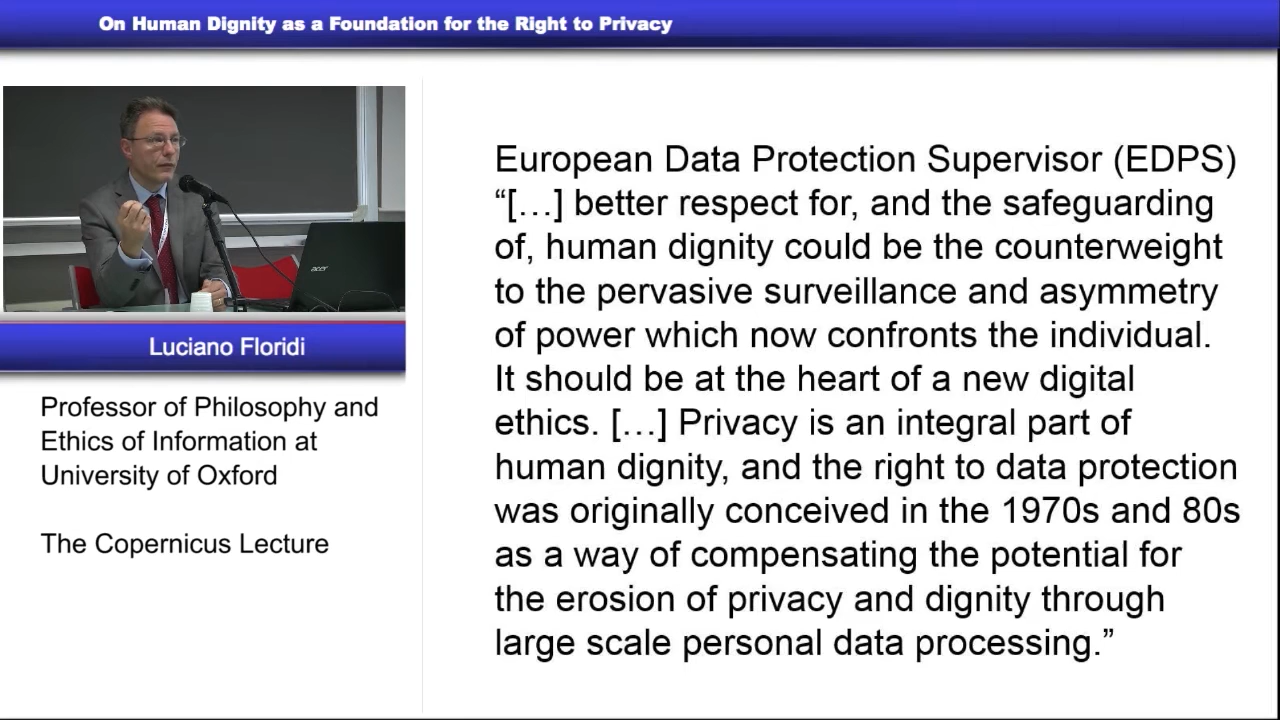 On Human Dignity as a Foundation for the Right to Privacy
acer
Luciano Floridi
Professor of Philosophy and
Ethics of Information at
University of Oxford
The Copernicus Lecture
European Data Protection Supervisor (EDPS)
“[…] better respect for, and the safeguarding
of, human dignity could be the counterweight
to the pervasive surveillance and asymmetry
of power which now confronts the individual.
It should be at the heart of a new digital
ethics. […] Privacy is an integral part of
human dignity, and the right to data protection
was originally conceived in the 1970s and 80s
as a way of compensating the potential for
the erosion of privacy and dignity through
large scale personal data processing.”